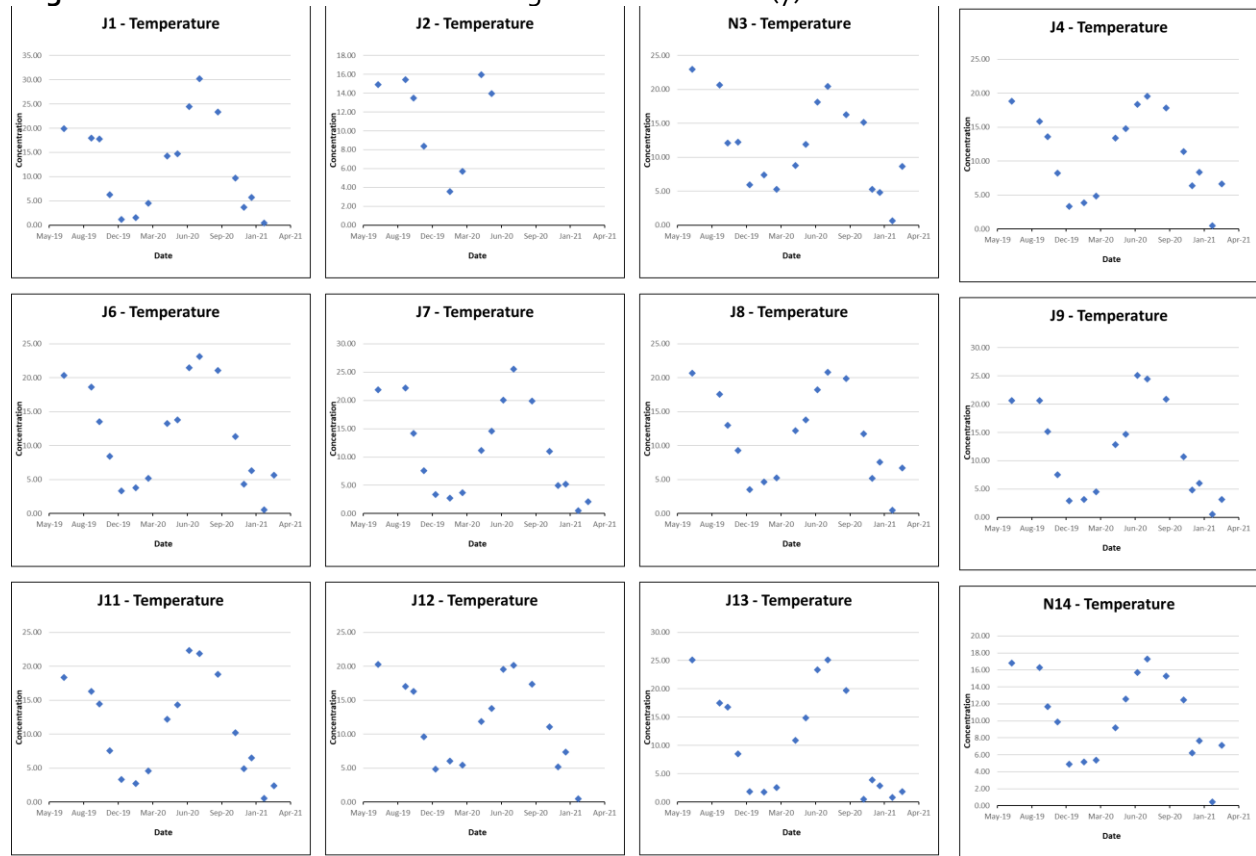 J1 - Temperature
35.00
30.00
25.00
20.00
15.00
10.00
5.00
0.00
Concentration
May-19 Aug-19 Dec-19 Mar-20 Jun-20 Sep-20 Jan-21 Apr-21
Date
J2 - Temperature
18.00
16.00
14.00
12.00
10.00
8.00
6.00
4.00
2.00
0.00
Concentration
May-19 Aug-19 Dec-19 Mar-20 Jun-20 Sep-20 Jan-21 Apr-21
Date
N3 - Temperature
25.00
20.00
15.00
10.00
5.00
0.00
Concentration
May-19 Aug-19 Dec-19 Mar-20 Jun-20 Sep-20 Jan-21 Apr-21
Date
J4 - Temperature
25.00
20.00
15.00
10.00
5.00
0.00
Concentration
May-19 Aug-19 Dec-19 Mar-20 Jun-20 Sep-20 Jan-21 Apr-21
Date
J6 - Temperature
25.00
20.00
15.00
10.00
5.00
0.00
Concentration
May-19 Aug-19 Dec-19 Mar-20 Jun-20 Sep-20 Jan-21 Apr-21
Date
J7 - Temperature
30.00
25.00
20.00
15.00
10.00
5.00
0.00
Concentration
May-19 Aug-19 Dec-19 Mar-20 Jun-20 Sep-20 Jan-21 Apr-21
Date
J8 - Temperature
25.00
20.00
15.00
10.00
5.00
0.00
Concentration
May-19 Aug-19 Dec-19 Mar-20 Jun-20 Sep-20 Jan-21 Apr-21
Date
J9 - Temperature
30.00
25.00
20.00
15.00
10.00
5.00
0.00
Concentration
May-19 Aug-19 Dec-19 Mar-20 Jun-20 Sep-20 Jan-21 Apr-21
Date
J11 - Temperature
25.00
20.00
15.00
10.00
5.00
0.00
Concentration
May-19 Aug-19 Dec-19 Mar-20 Jun-20 Sep-20 Jan-21 Apr-21
Date
J12 - Temperature
25.00
20.00
15.00
10.00
5.00
0.00
Concentration
May-19 Aug-19 Dec-19 Mar-20 Jun-20 Sep-20 Jan-21 Apr-21
Date
J13 - Temperature
30.00
25.00
20.00
15.00
10.00
5.00
0.00
Concentration
May-19 Aug-19 Dec-19 Mar-20 Jun-20 Sep-20 Jan-21 Apr-21
Date
N14 - Temperature
20.00
18.00
16.00
14.00
12.00
10.00
8.00
6.00
4.00
2.00
0.00
Concentration
May-19 Aug-19 Dec-19 Mar-20 Jun-20 Sep-20 Jan-21 Apr-21
Date